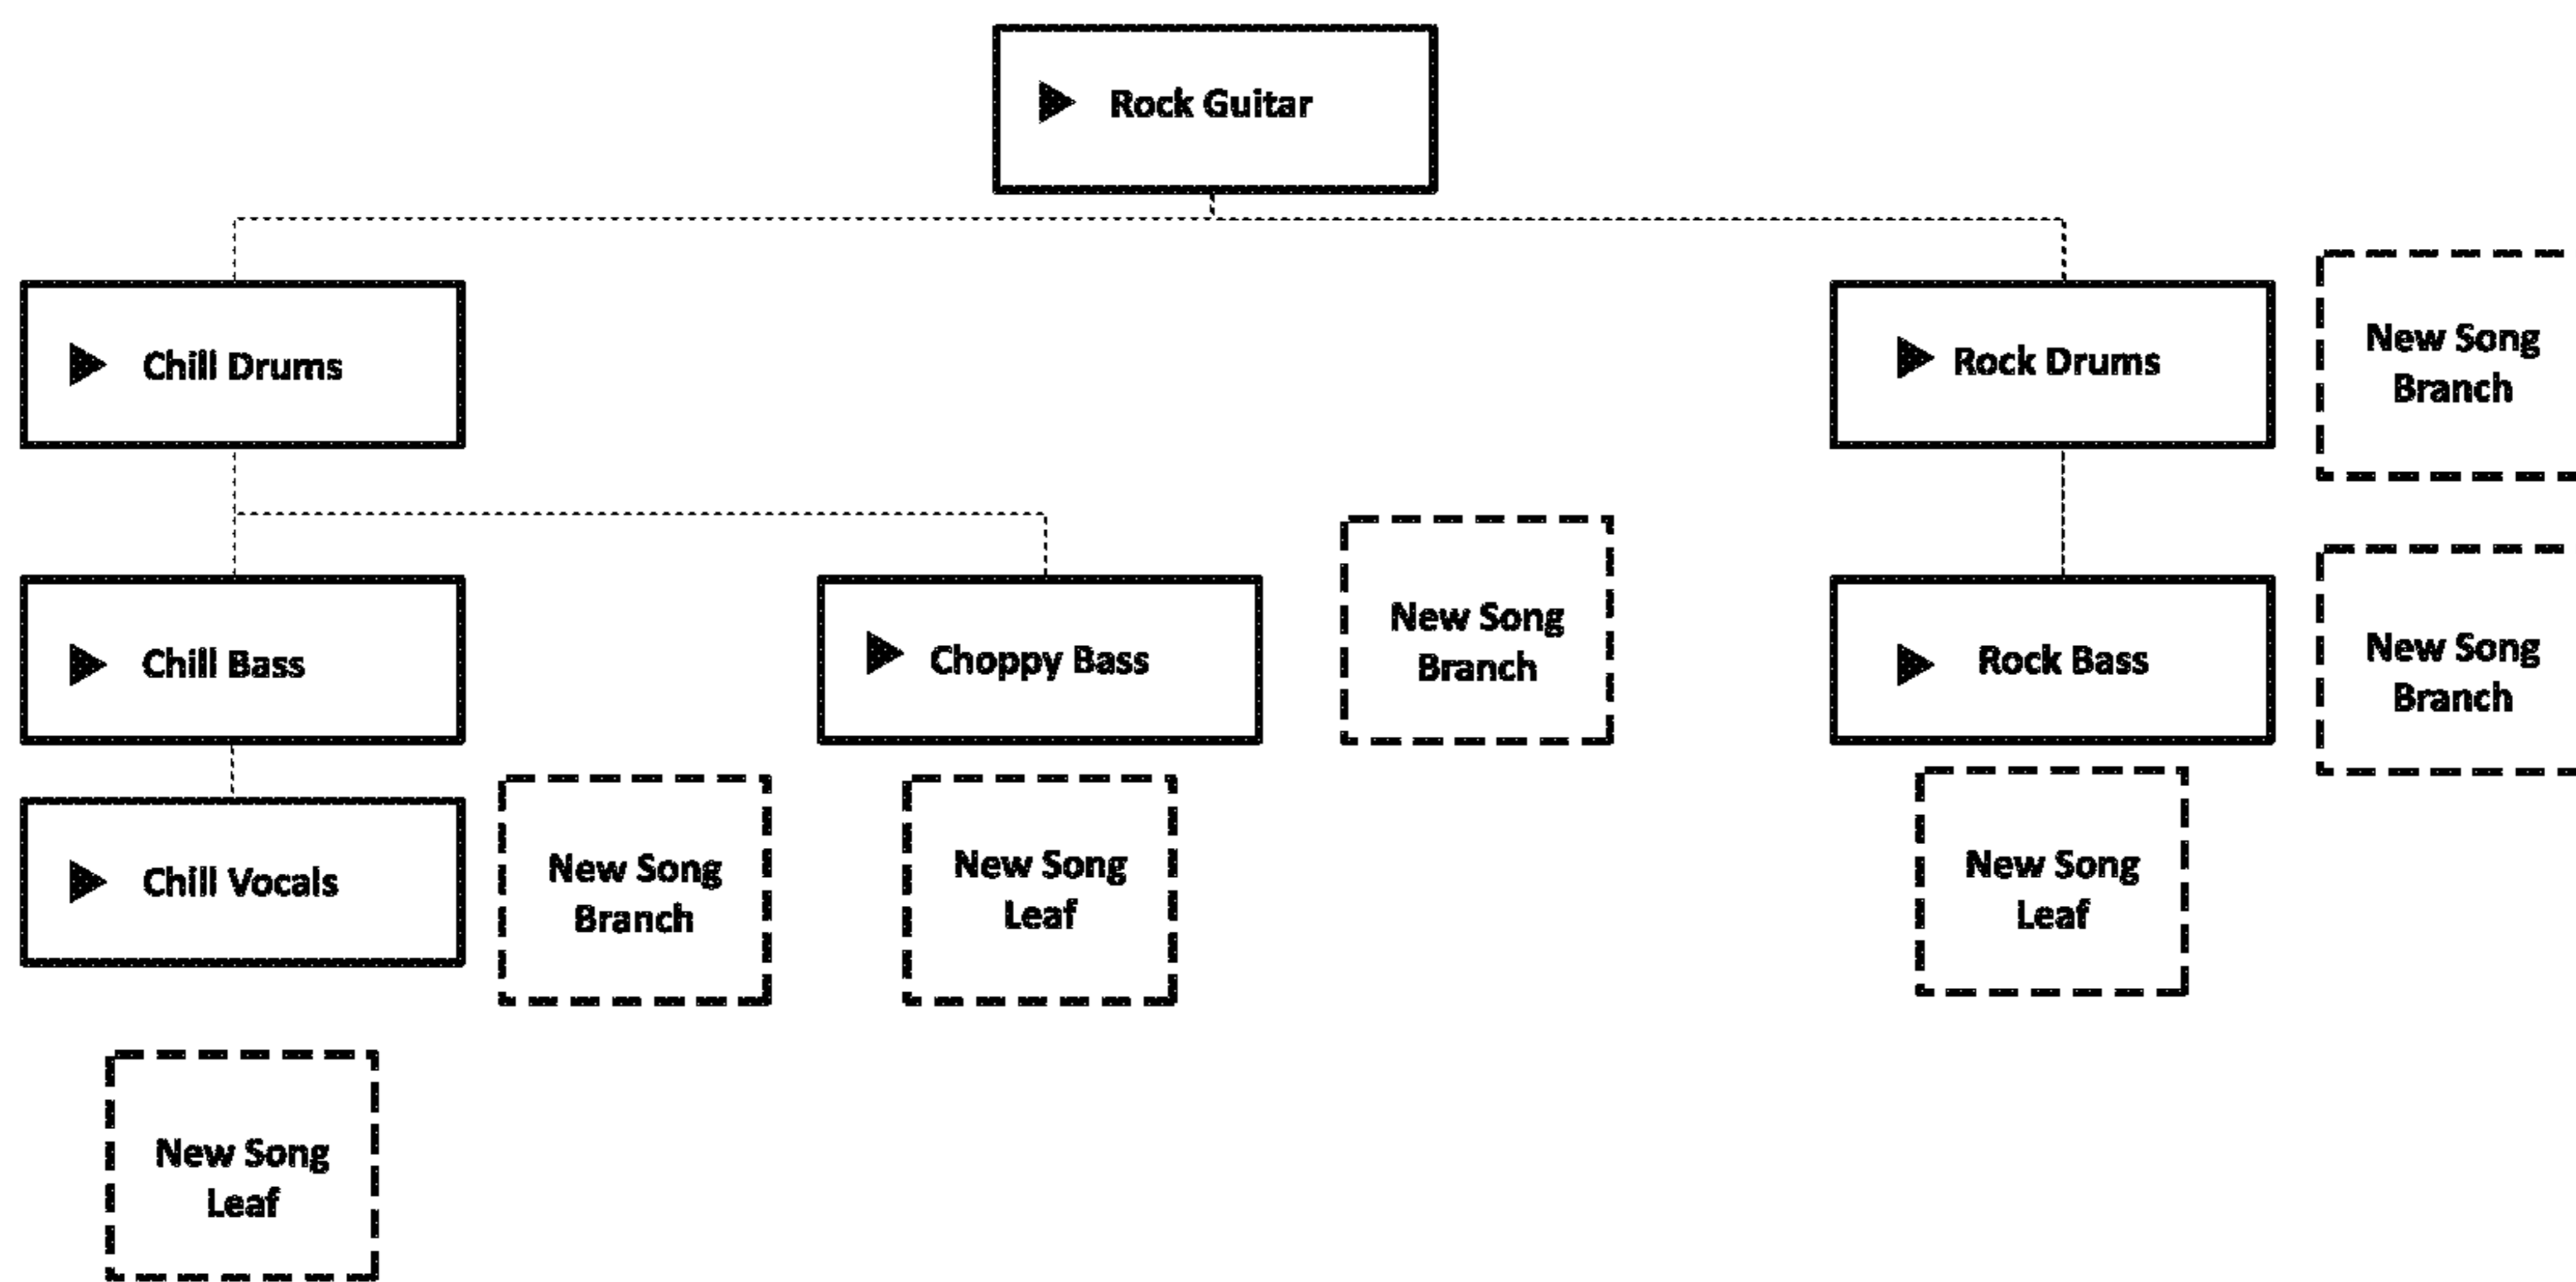 Rock Guitar
Chill Drums
Rock Drums
New Song
Branch
Chill Bass
Choppy Bass
New Song
Branch
Rock Bass
New Song
Branch
Chill Vocals
New Song
Branch
New Song
Leaf
New Song
Leaf
New Song
Leaf